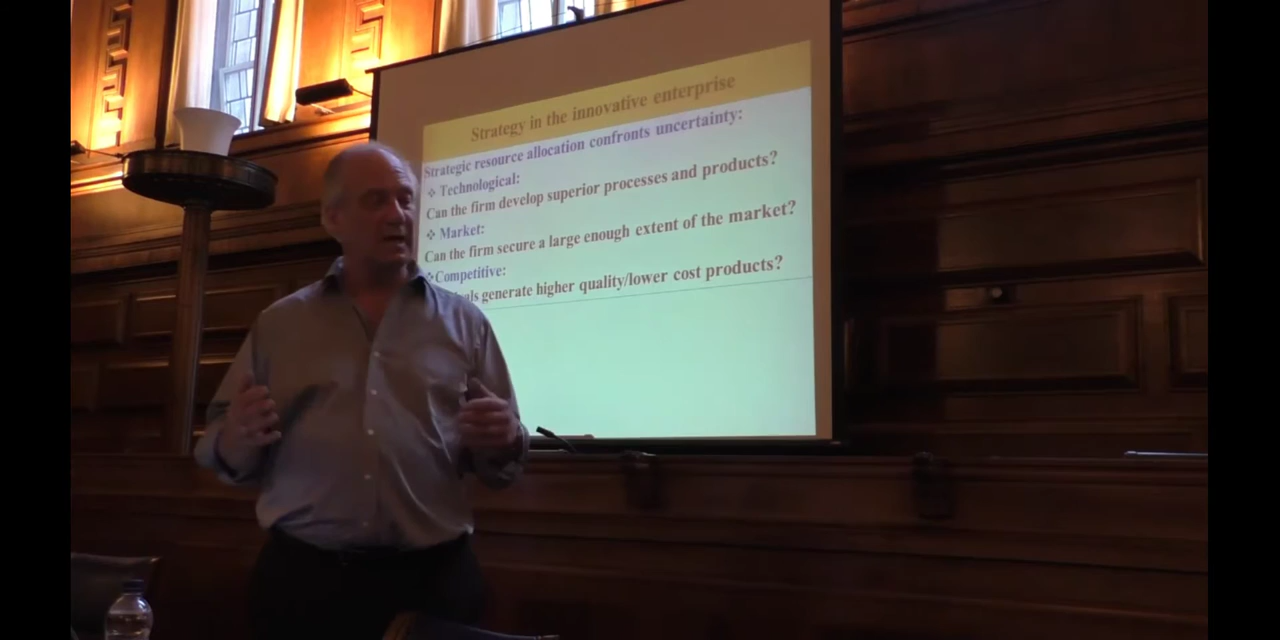 Strategy in the innovative enterprise
Strategic resource allocation confronts uncertainty:
❖ Technological:
Can the firm develop superior processes and products?
❖ Market:
Can the firm secure a large enough extent of the market?
❖Competitive:
generate higher quality/lower cost products?